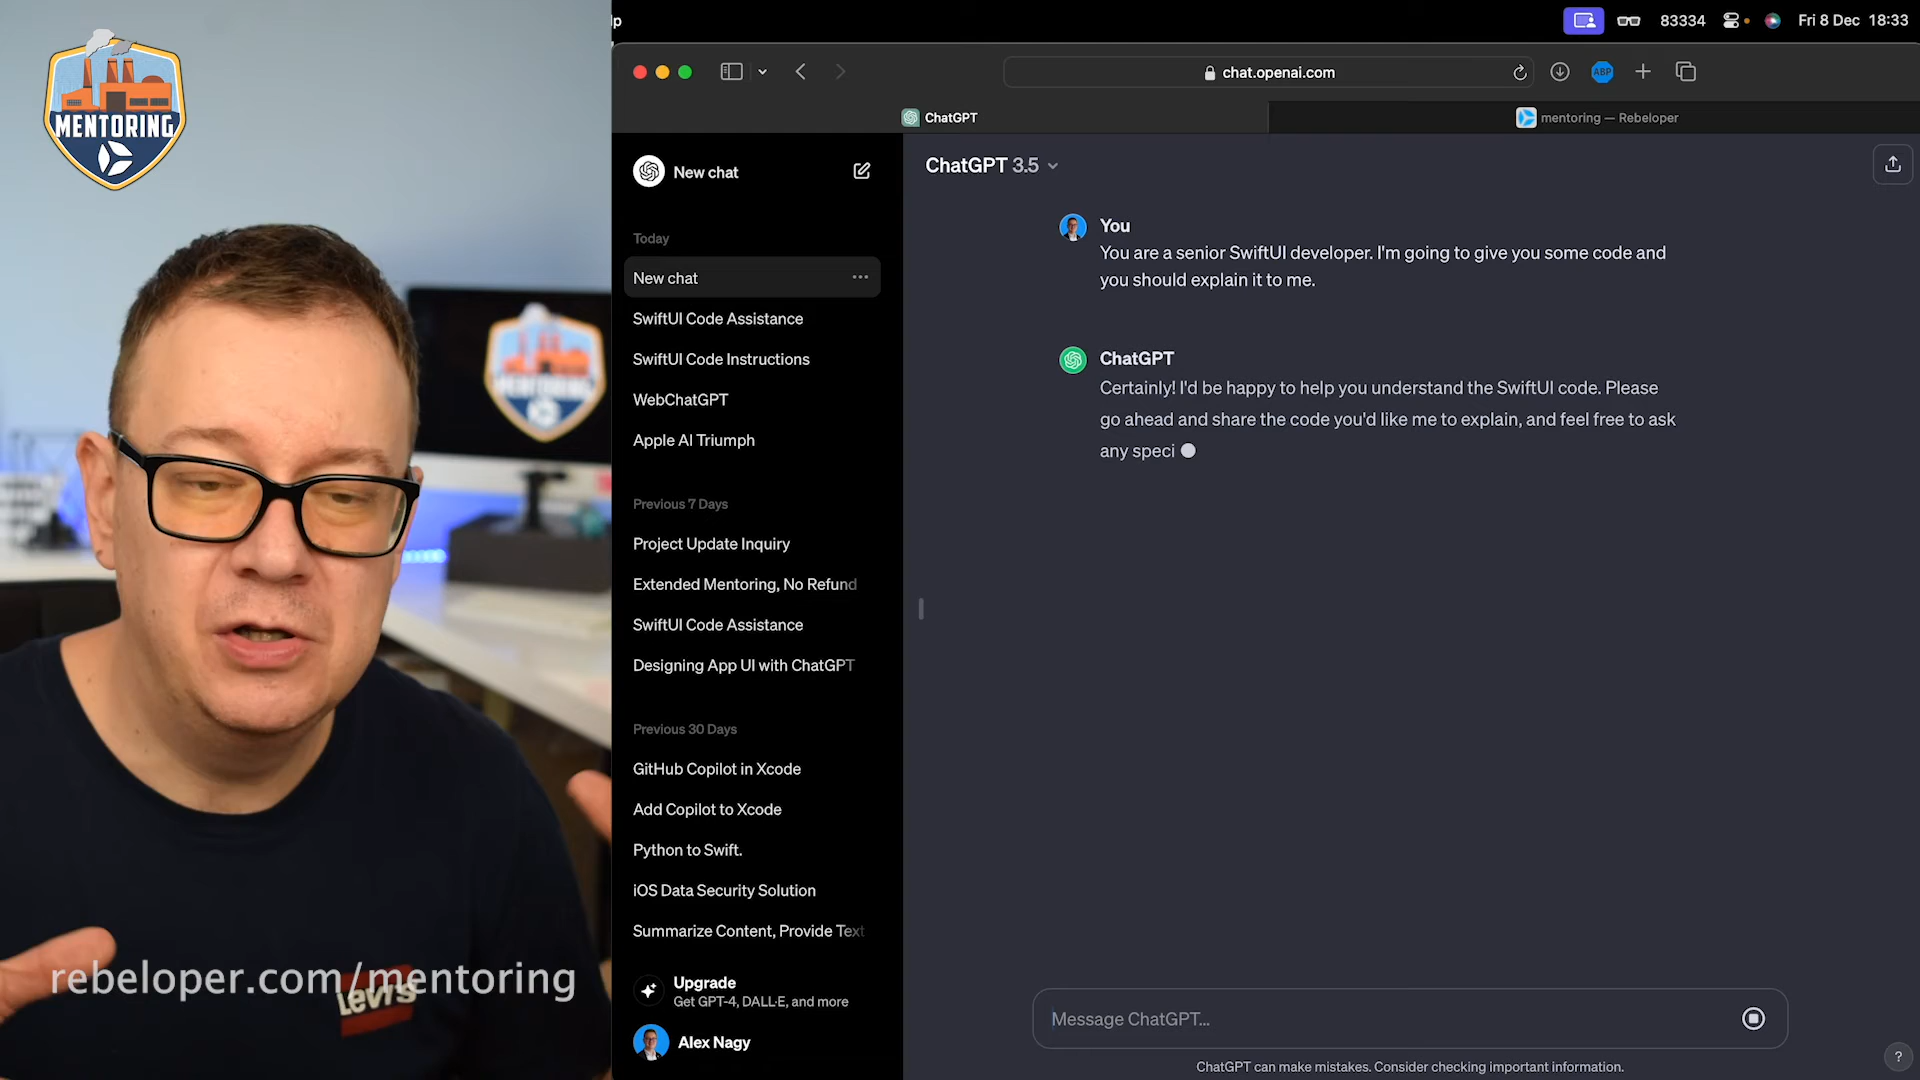 MENTORING
MENTORING
rebeloper.com/mentoring
Levi's
lp
83334
Fri 8 Dec 18:33
chat.openai.com
ABP
ChatGPT
mentoring — Rebeloper
New chat
Today
New chat
SwiftUI Code Assistance
SwiftUI Code Instructions
WebChatGPT
Apple AI Triumph
Previous 7 Days
Project Update Inquiry
Extended Mentoring, No Refund
SwiftUI Code Assistance
Designing App UI with ChatGPT
Previous 30 Days
GitHub Copilot in Xcode
Add Copilot to Xcode
Python to Swift.
iOS Data Security Solution
Summarize Content, Provide Text
Upgrade
Get GPT-4, DALL·E, and more
Alex Nagy
ChatGPT 3.5
You
You are a senior SwiftUI developer. I'm going to give you some code and
you should explain it to me.
ChatGPT
Certainly! I'd be happy to help you understand the SwiftUI code. Please
go ahead and share the code you'd like me to explain, and feel free to ask
any speci
Message ChatGPT...
ChatGPT can make mistakes. Consider checking important information.
?